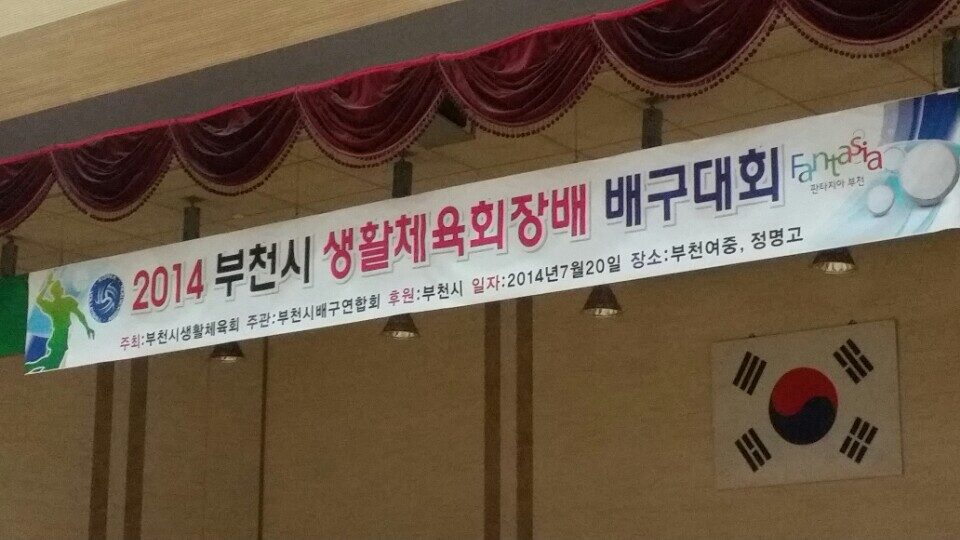 2014 부천시 생활체육회장배 배구대회
Fantasia
판타지아 부천
주최:부천시생활체육회 주관:부천시배구연합회 후원:부천시 일자:2014년7월20일 장소:부천여중, 정명고